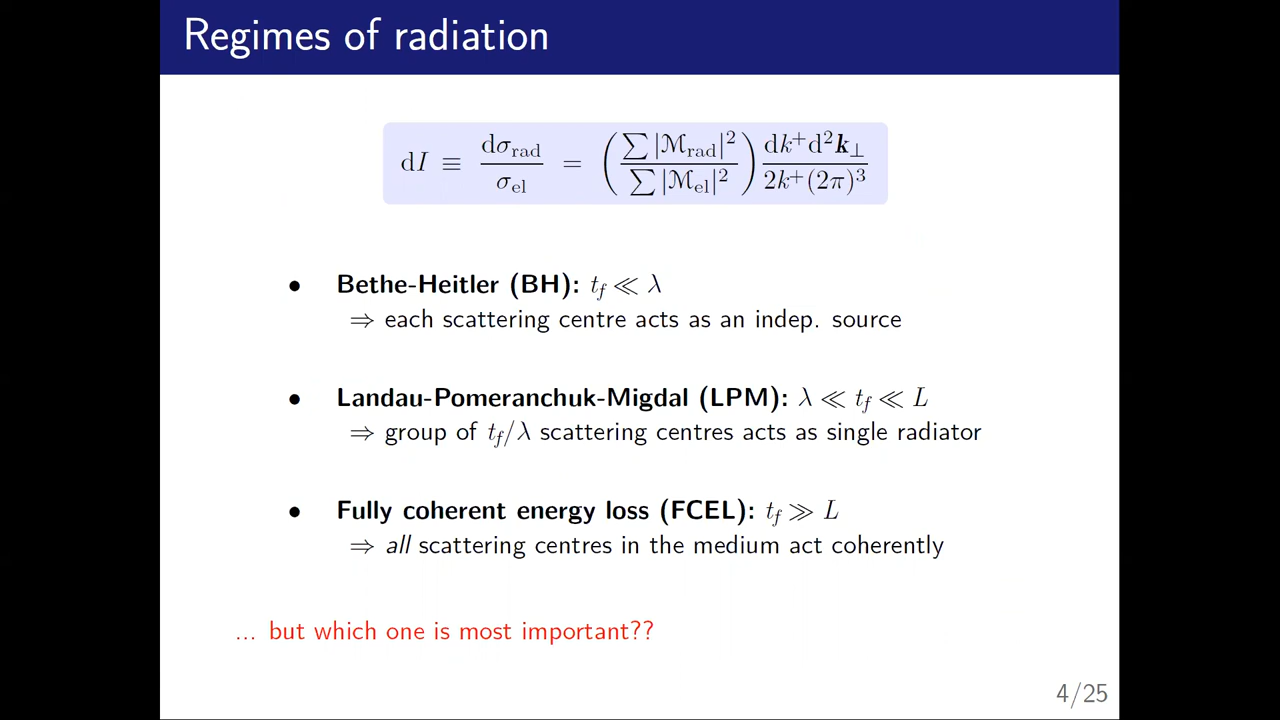 Regimes of radiation
dI ≡ dσ_rad / σ_el = ( ∑ |ℳ_rad|² / ∑ |ℳ_el|² ) dk⁺d²k_⊥ / 2k⁺(2π)³
• Bethe-Heitler (BH): t_f ≪ λ
⇒ each scattering centre acts as an indep. source
• Landau-Pomeranchuk-Migdal (LPM): λ ≪ t_f ≪ L
⇒ group of t_f/λ scattering centres acts as single radiator
• Fully coherent energy loss (FCEL): t_f ≫ L
⇒ all scattering centres in the medium act coherently
... but which one is most important??
4/25